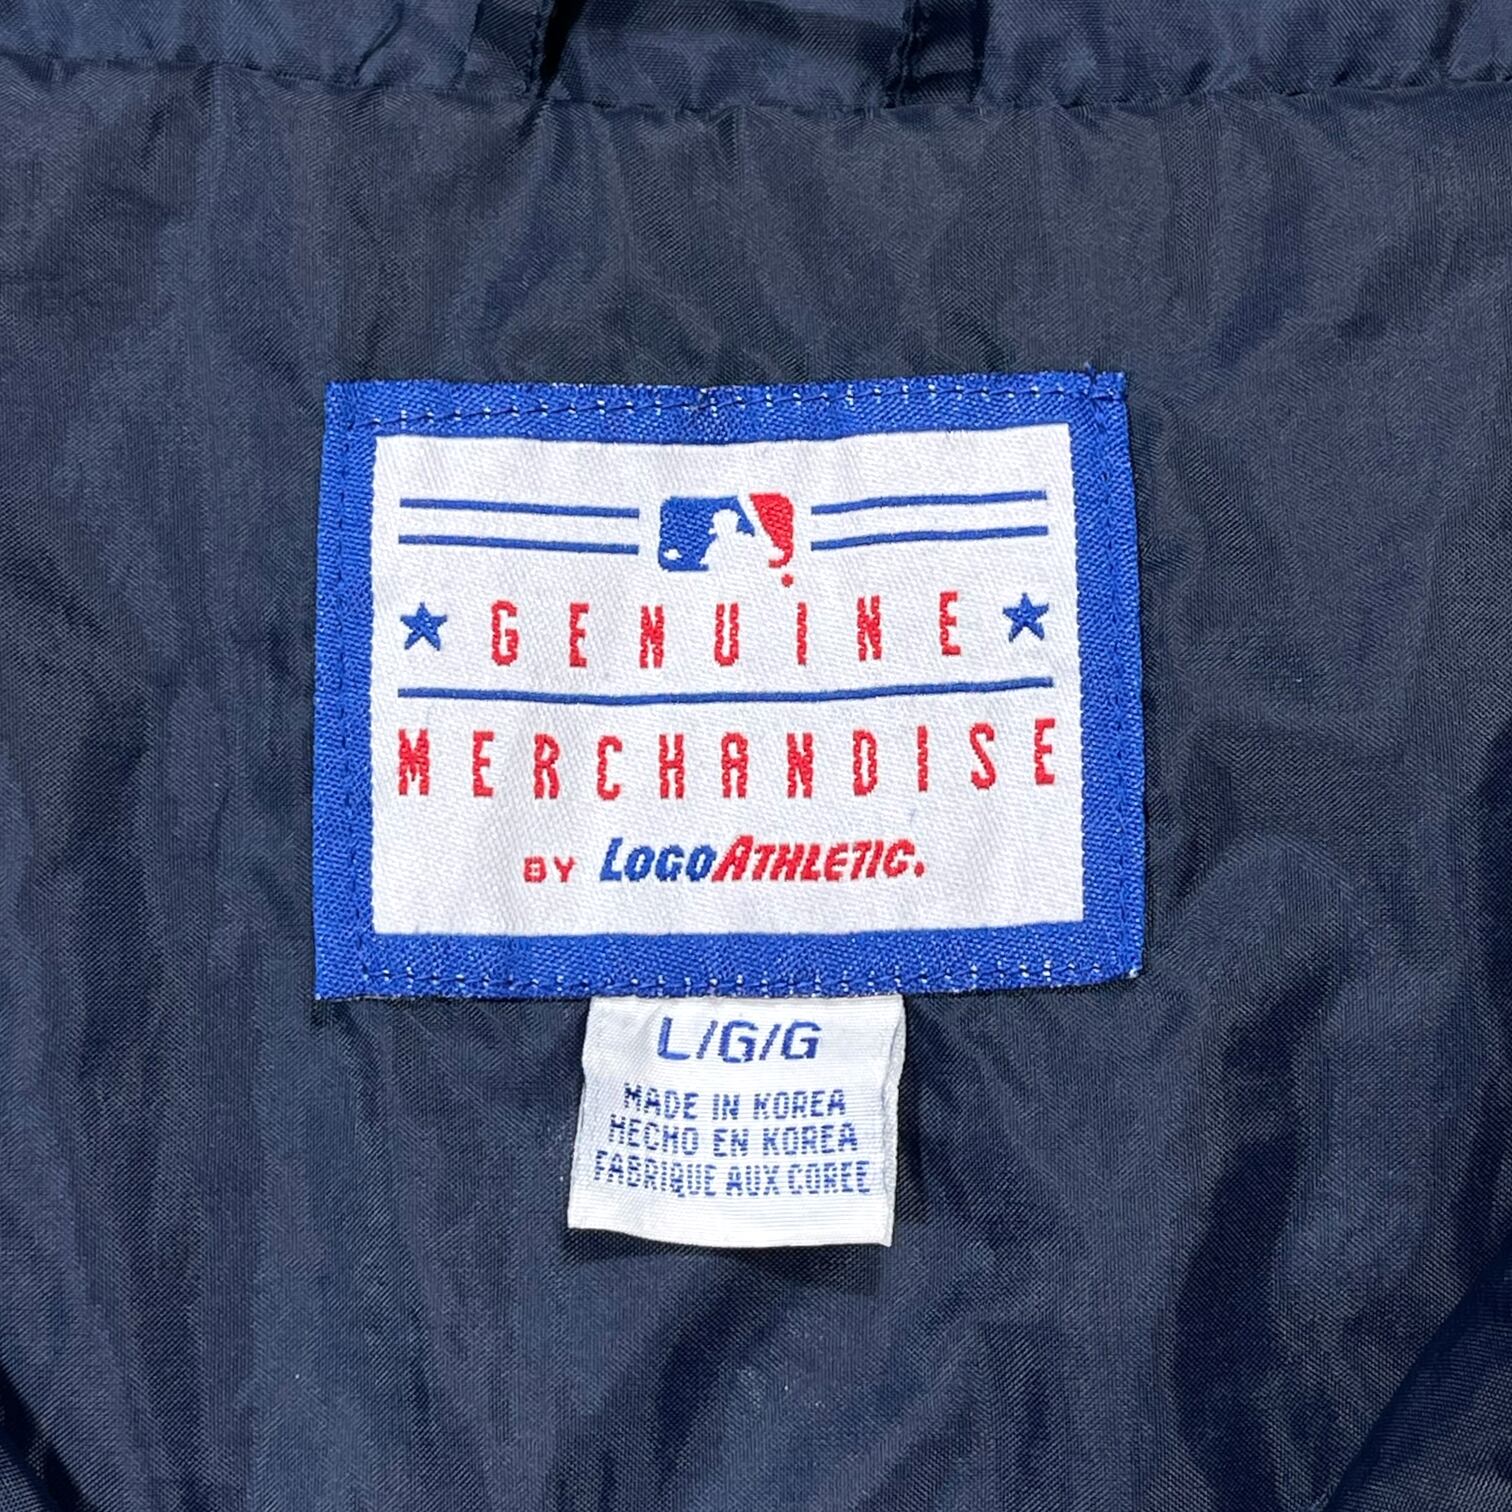 GENUINE
MERCHANDISE
BY LOGOATHLETIC.
L/G/G
MADE IN KOREA
HECHO EN KOREA
FABRIQUE AUX COREE